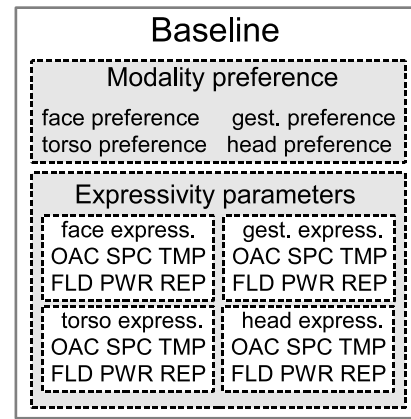 Baseline
Modality preference
face preference gest. preference
torso preference head preference
Expressivity parameters
face express.
OAC SPC TMP
FLD PWR REP
gest. express.
OAC SPC TMP
FLD PWR REP
torso express.
OAC SPC TMP
FLD PWR REP
head express.
OAC SPC TMP
FLD PWR REP